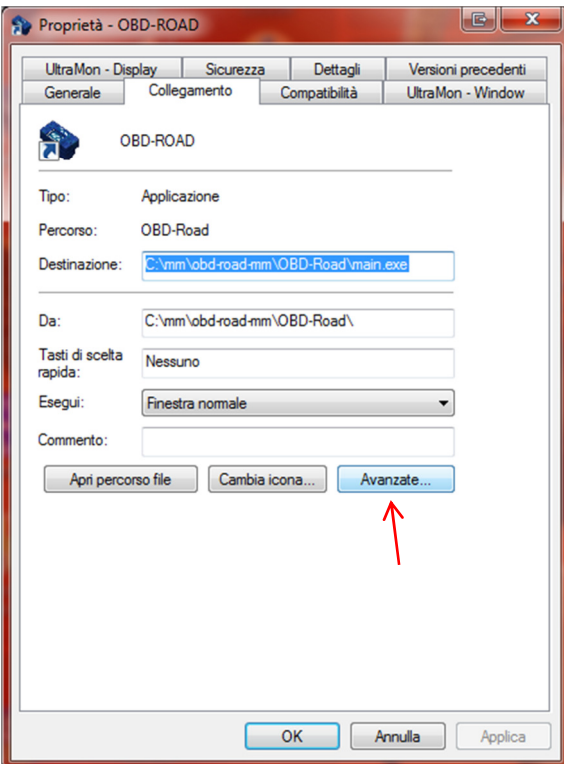 Proprietà - OBD-ROAD
UltraMon - Display Sicurezza Dettagli Versioni precedenti
Generale Collegamento Compatibilità UltraMon - Window
OBD-ROAD
Tipo: Applicazione
Percorso: OBD-Road
Destinazione: C:\mm\obd-road-mm\OBD-Road\main.exe
Da: C:\mm\obd-road-mm\OBD-Road\
Tasti di scelta
rapida: Nessuno
Esegui: Finestra normale
Commento:
Apri percorso file Cambia icona... Avanzate...
OK Annulla Applica